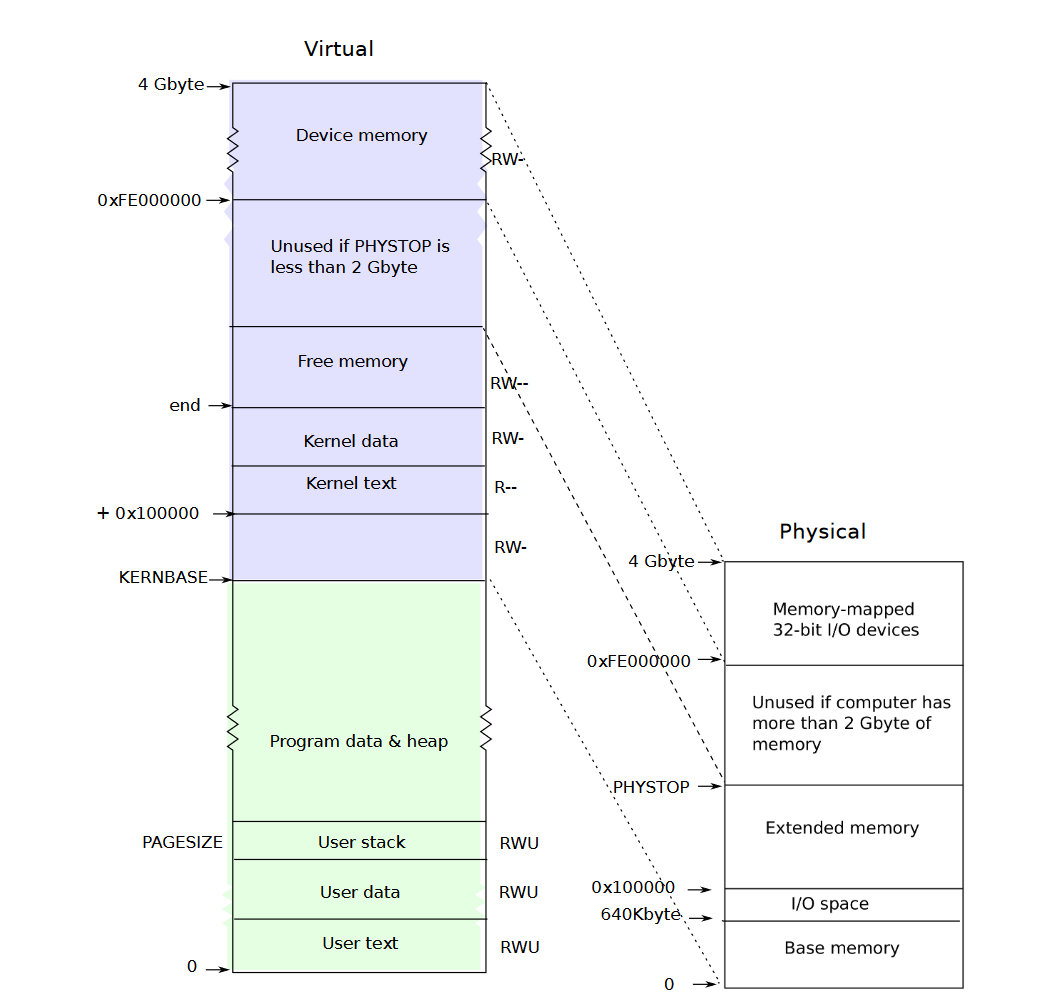 Virtual
4 Gbyte
Device memory
RW-
0xFE000000
Unused if PHYSTOP is
less than 2 Gbyte
Free memory
RW--
end
Kernel data
RW-
Kernel text
R--
+ 0x100000
RW-
KERNBASE
Program data & heap
PAGESIZE
User stack
RWU
User data
RWU
User text
RWU
0
Physical
4 Gbyte
Memory-mapped
32-bit I/O devices
0xFE000000
Unused if computer has
more than 2 Gbyte of
memory
PHYSTOP
Extended memory
0x100000
I/O space
640Kbyte
Base memory
0